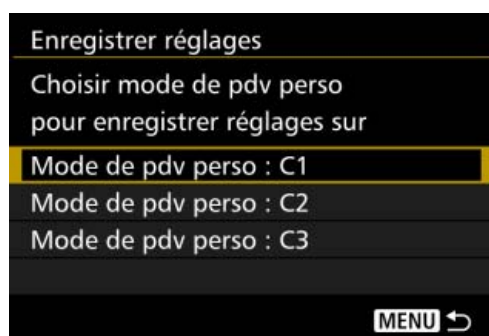 Enregistrer réglages
Choisir mode de pdv perso
pour enregistrer réglages sur
Mode de pdv perso : C1
Mode de pdv perso : C2
Mode de pdv perso : C3
MENU